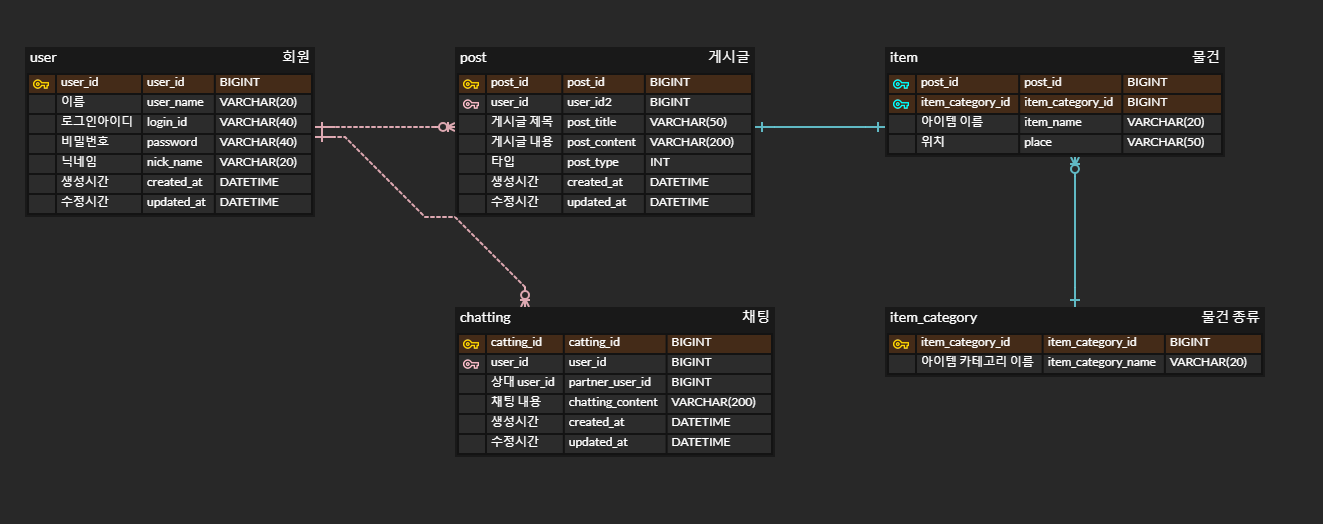 user 회원
user_id user_id BIGINT
이름 user_name VARCHAR(20)
로그인아이디 login_id VARCHAR(40)
비밀번호 password VARCHAR(40)
닉네임 nick_name VARCHAR(20)
생성시간 created_at DATETIME
수정시간 updated_at DATETIME
post 게시글
post_id post_id BIGINT
user_id user_id2 BIGINT
게시글 제목 post_title VARCHAR(50)
게시글 내용 post_content VARCHAR(200)
타입 post_type INT
생성시간 created_at DATETIME
수정시간 updated_at DATETIME
item 물건
post_id post_id BIGINT
item_category_id item_category_id BIGINT
아이템 이름 item_name VARCHAR(20)
위치 place VARCHAR(50)
chatting 채팅
catting_id catting_id BIGINT
user_id user_id BIGINT
상대 user_id partner_user_id BIGINT
채팅 내용 chatting_content VARCHAR(200)
생성시간 created_at DATETIME
수정시간 updated_at DATETIME
item_category 물건 종류
item_category_id item_category_id BIGINT
아이템 카테고리 이름 item_category_name VARCHAR(20)